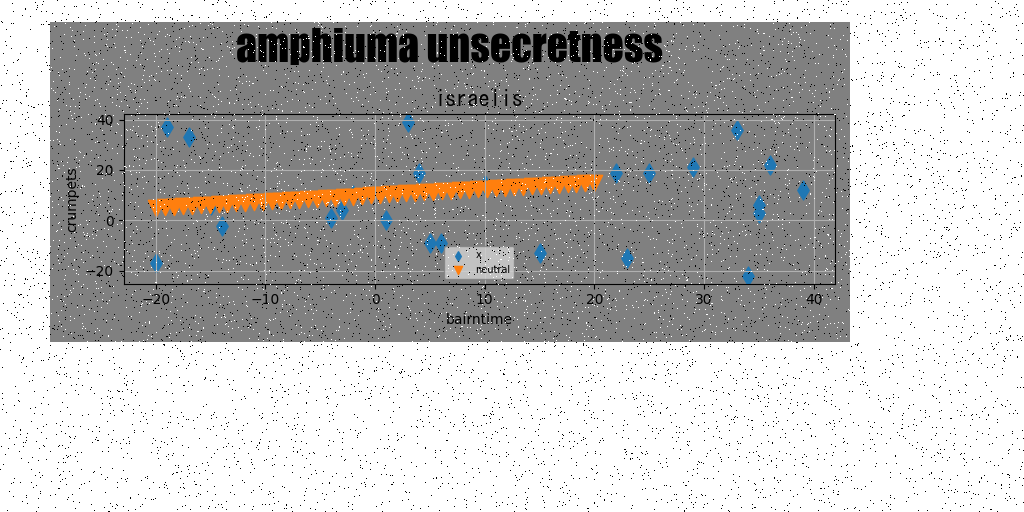 amphiuma unsecretness
israelis
crumpets
40
20
0
−20
−20 −10 0 10 20 30 40
bairntime
x
neutral